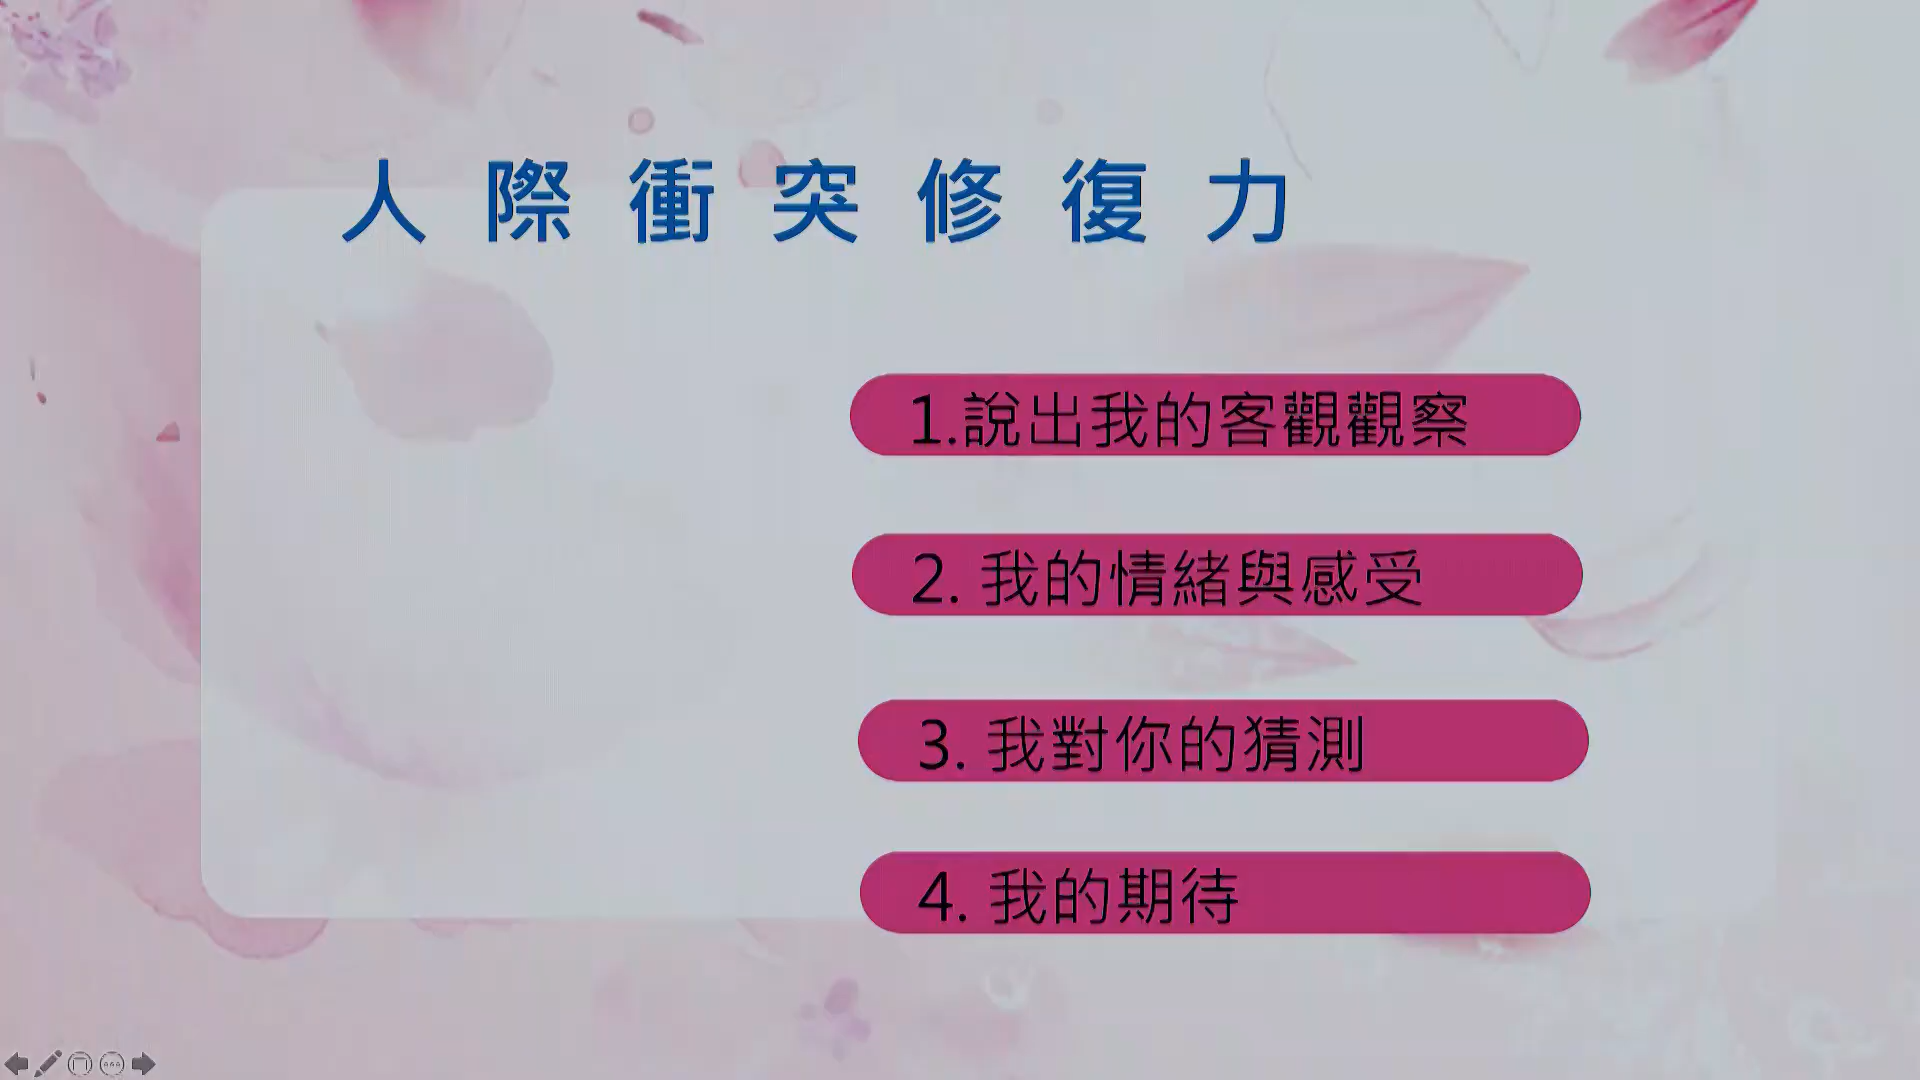 人際衝突修復力
1.說出我的客觀觀察
2. 我的情緒與感受
3. 我對你的猜測
4. 我的期待